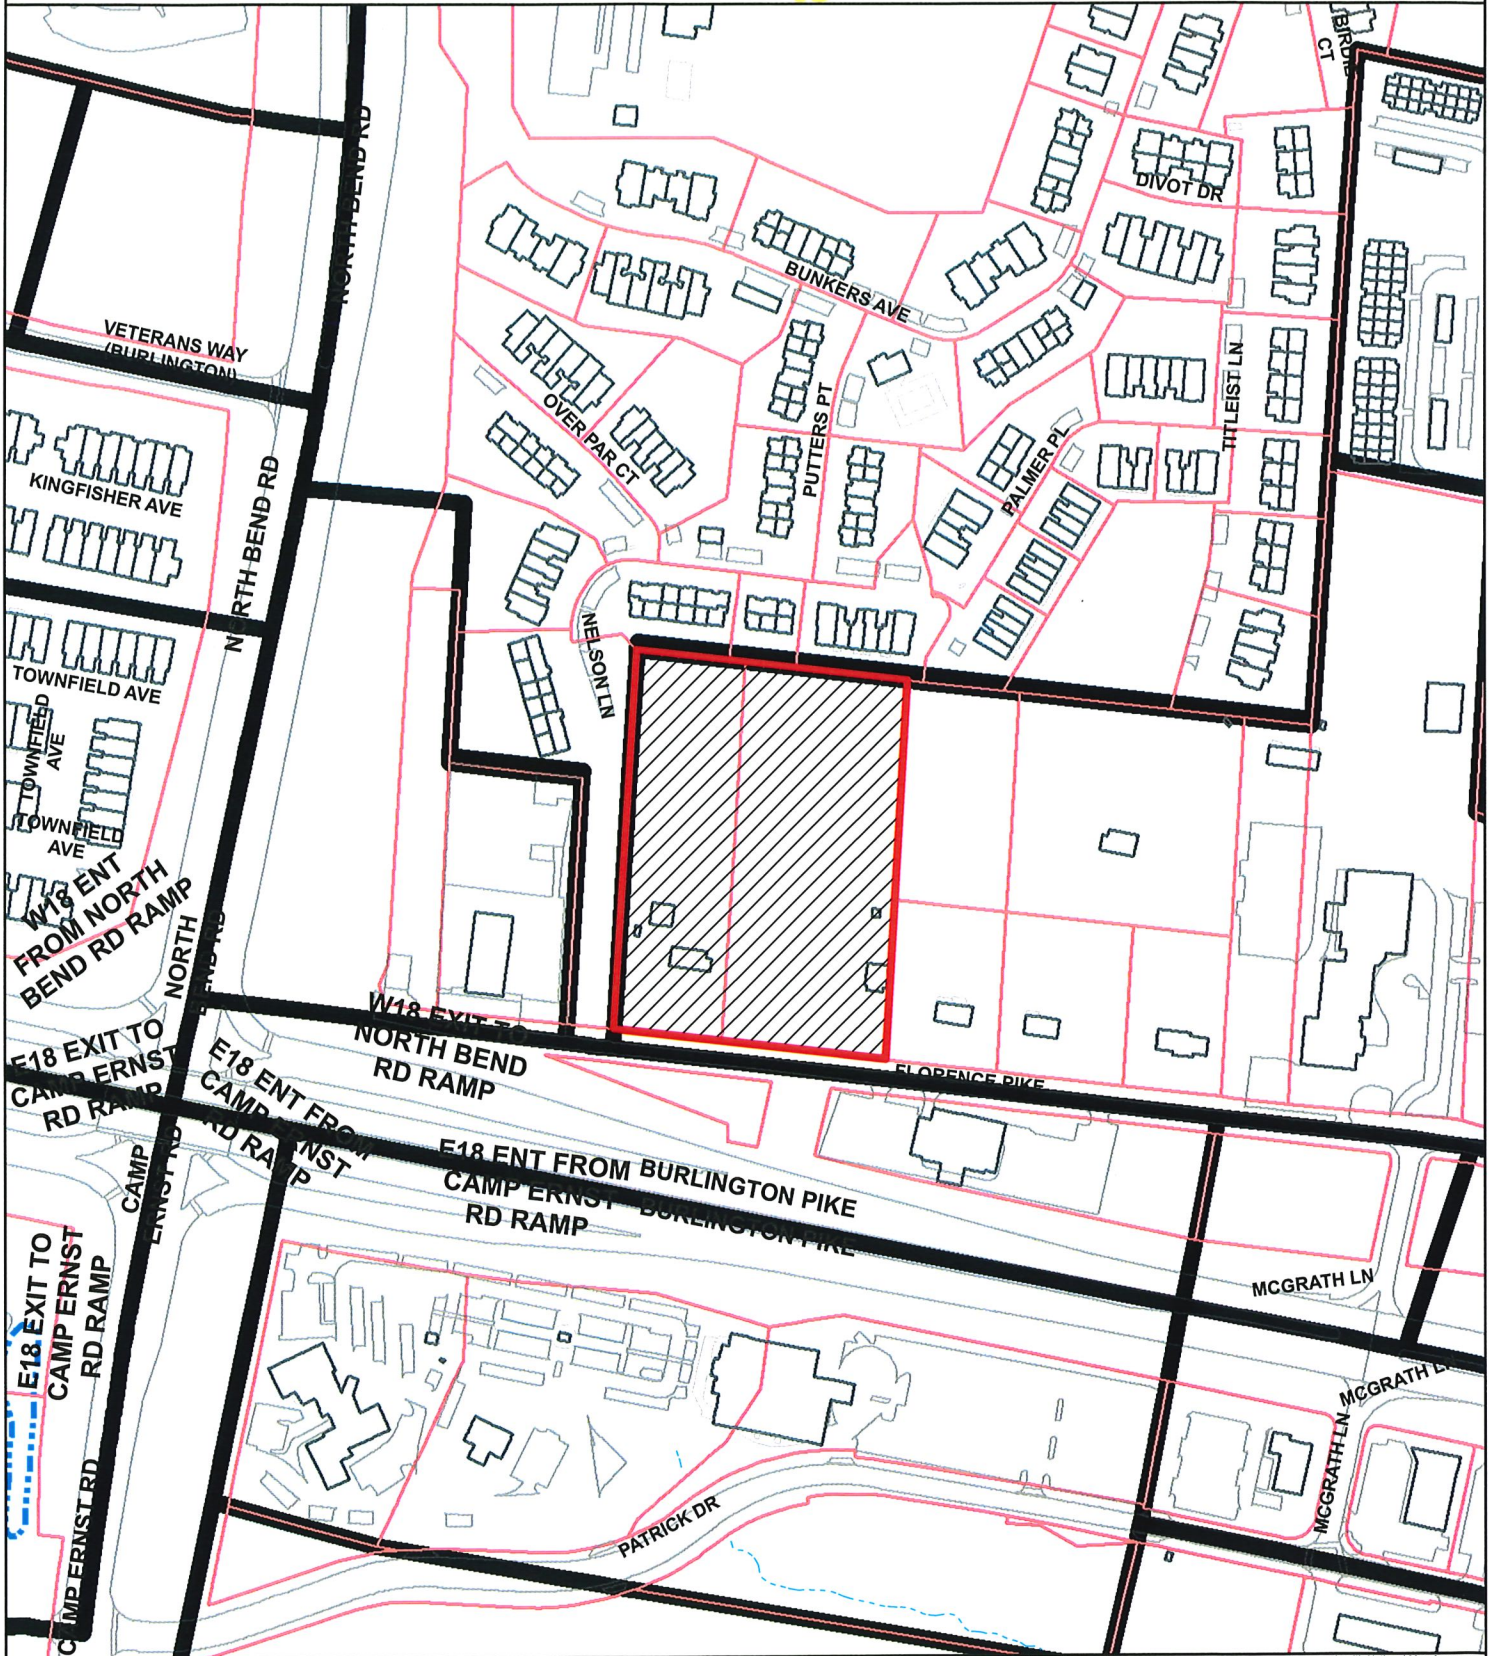 BIRDIE
CT
NORTH BEND RD
DIVOT DR
BUNKERS AVE
VETERANS WAY
(BURLINGTON)
TITLEIST LN
OVER PAR CT
PUTTERS PT
PALMER PL
KINGFISHER AVE
NORTH BEND RD
NELSON LN
TOWNFIELD AVE
TOWNFIELD
AVE
TOWNFIELD
AVE
W18 ENT
FROM NORTH
BEND RD RAMP
NORTH
BEND RD
W18 EXIT TO
NORTH BEND
RD RAMP
E18 EXIT TO
CAMP ERNST
RD RAMP
E18 ENT FROM
CAMP ERNST
RD RAMP
FLORENCE PIKE
CAMP
ERNST RD
E18 ENT FROM
CAMP ERNST
RD RAMP
BURLINGTON PIKE
BURLINGTON PIKE
MCGRATH LN
E18 EXIT TO
CAMP ERNST
RD RAMP
MCGRATH LN
MCGRATH LN
PATRICK DR
CAMP ERNST RD